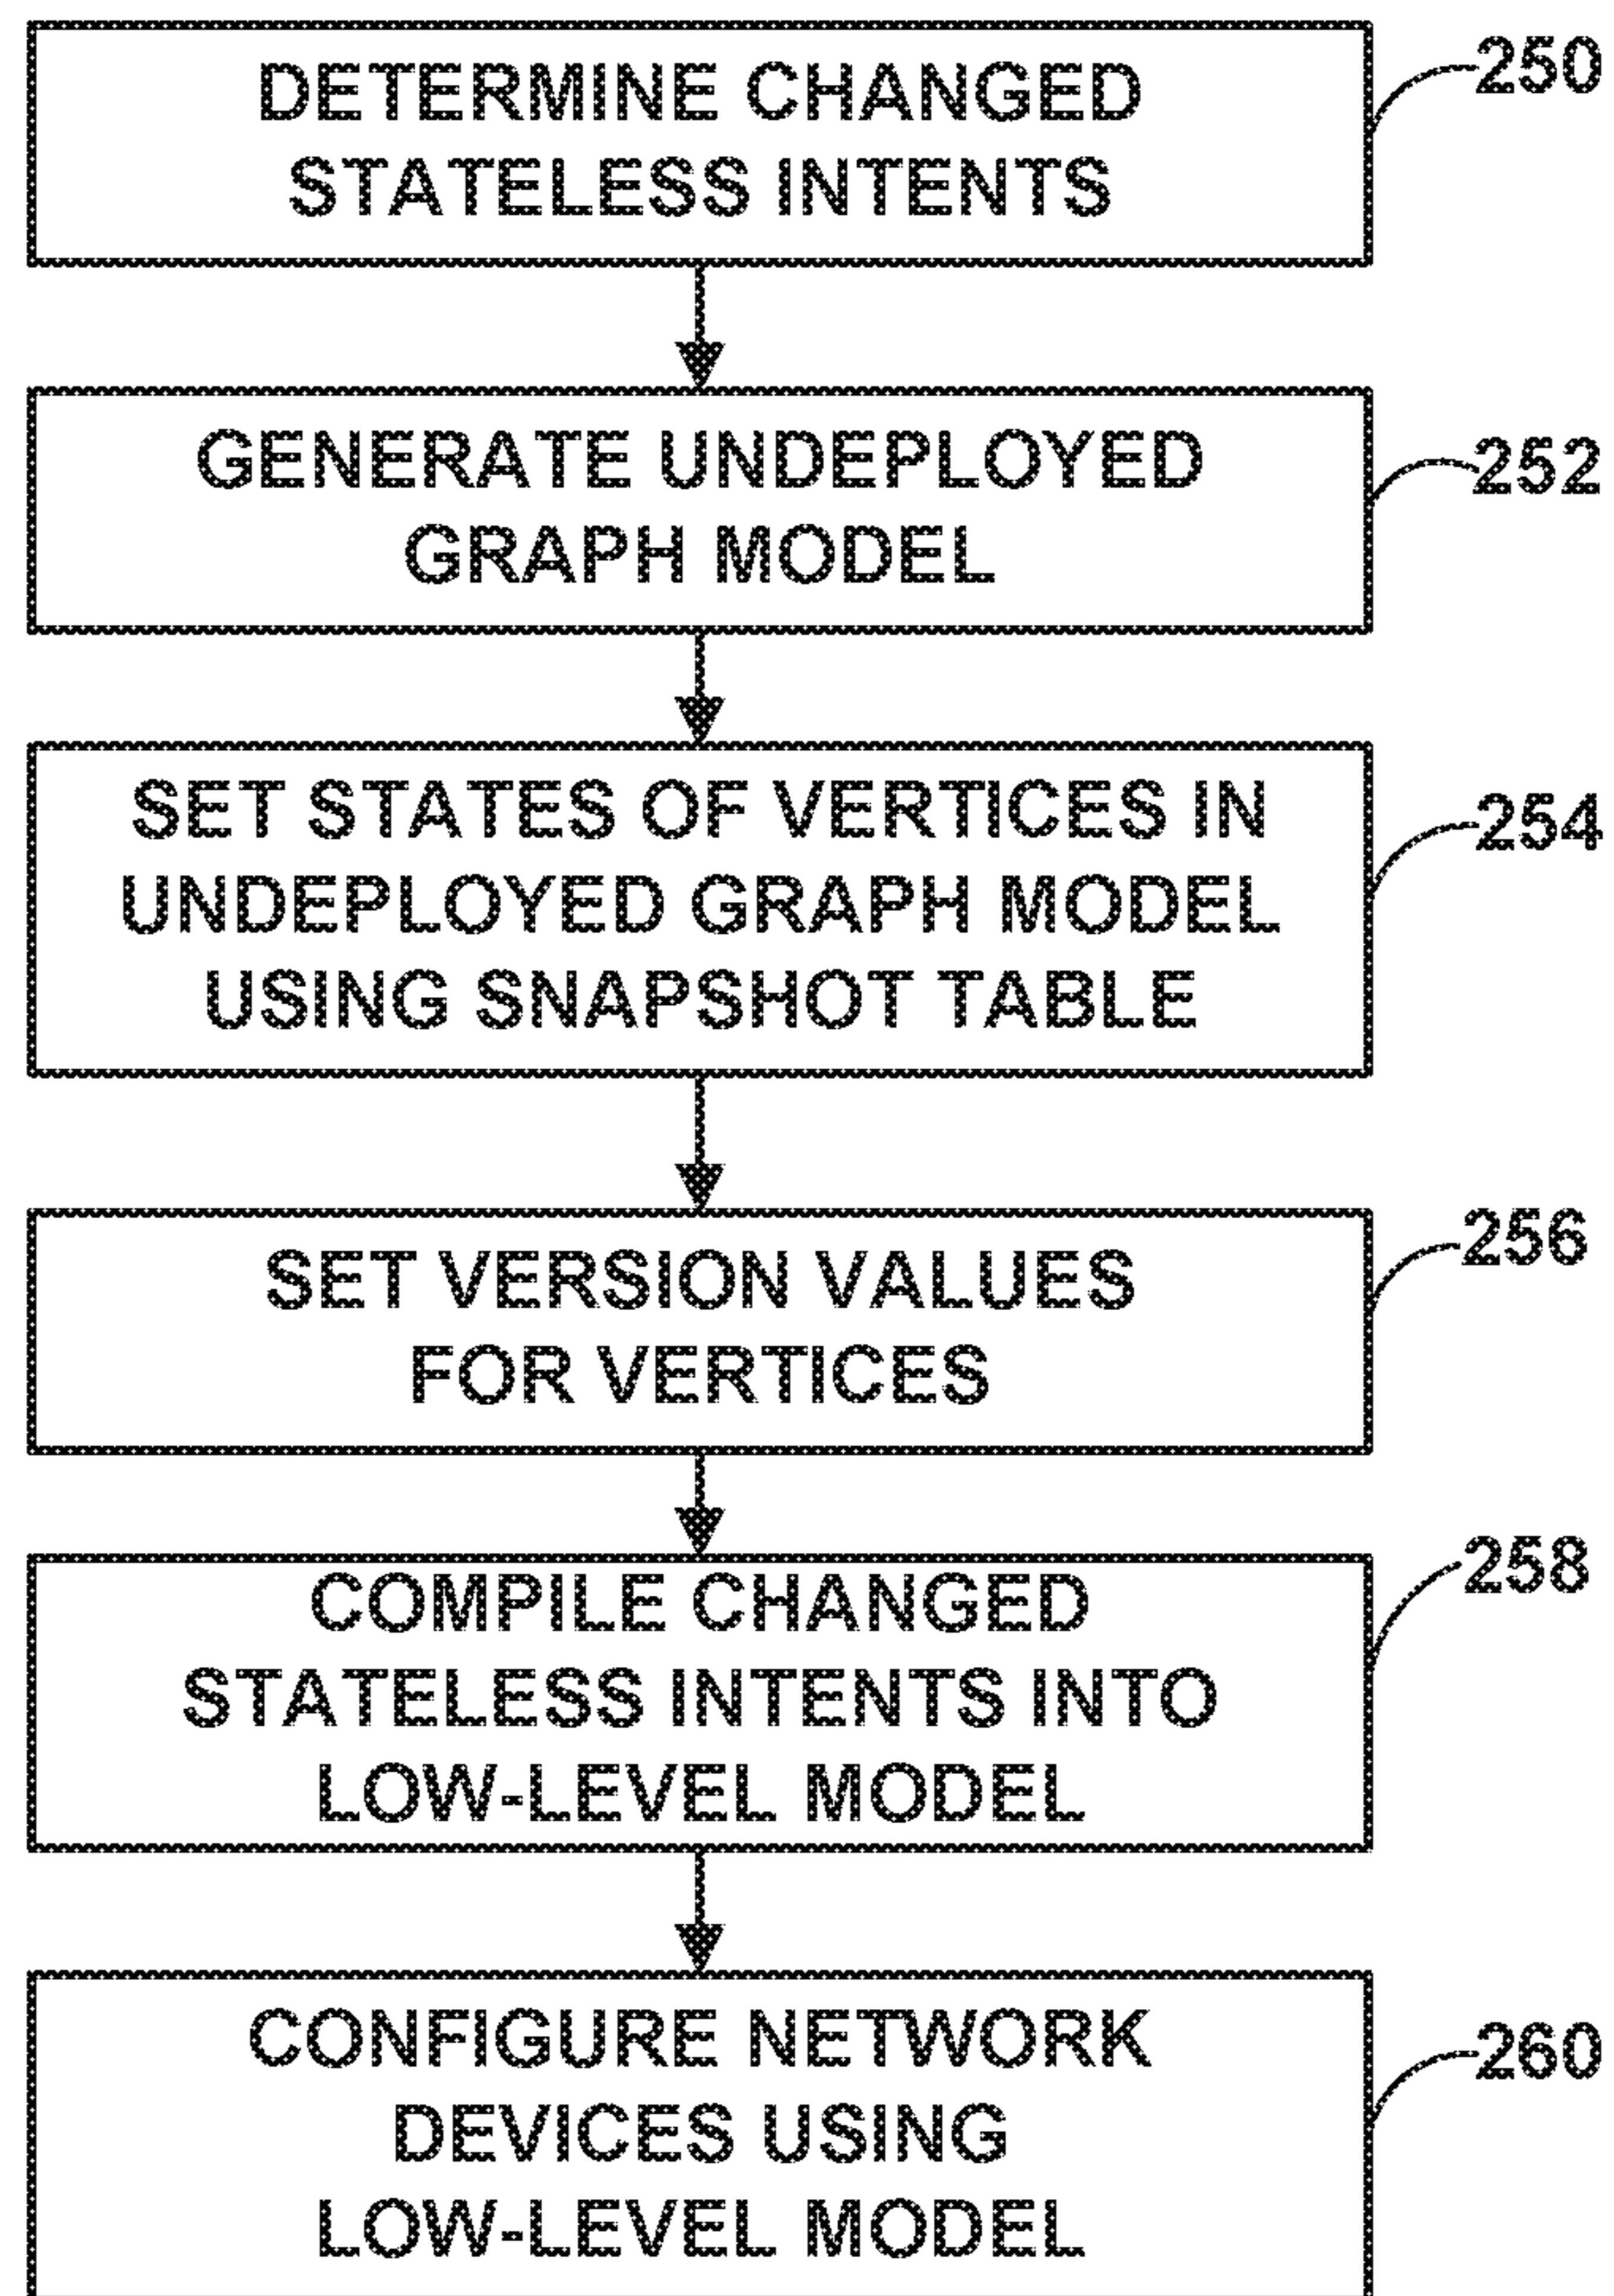 DETERMINE CHANGED
STATELESS INTENTS
250
GENERATE UNDEPLOYED
GRAPH MODEL
252
SET STATES OF VERTICES IN
UNDEPLOYED GRAPH MODEL
USING SNAPSHOT TABLE
254
SET VERSION VALUES
FOR VERTICES
256
COMPILE CHANGED
STATELESS INTENTS INTO
LOW-LEVEL MODEL
258
CONFIGURE NETWORK
DEVICES USING
LOW-LEVEL MODEL
260